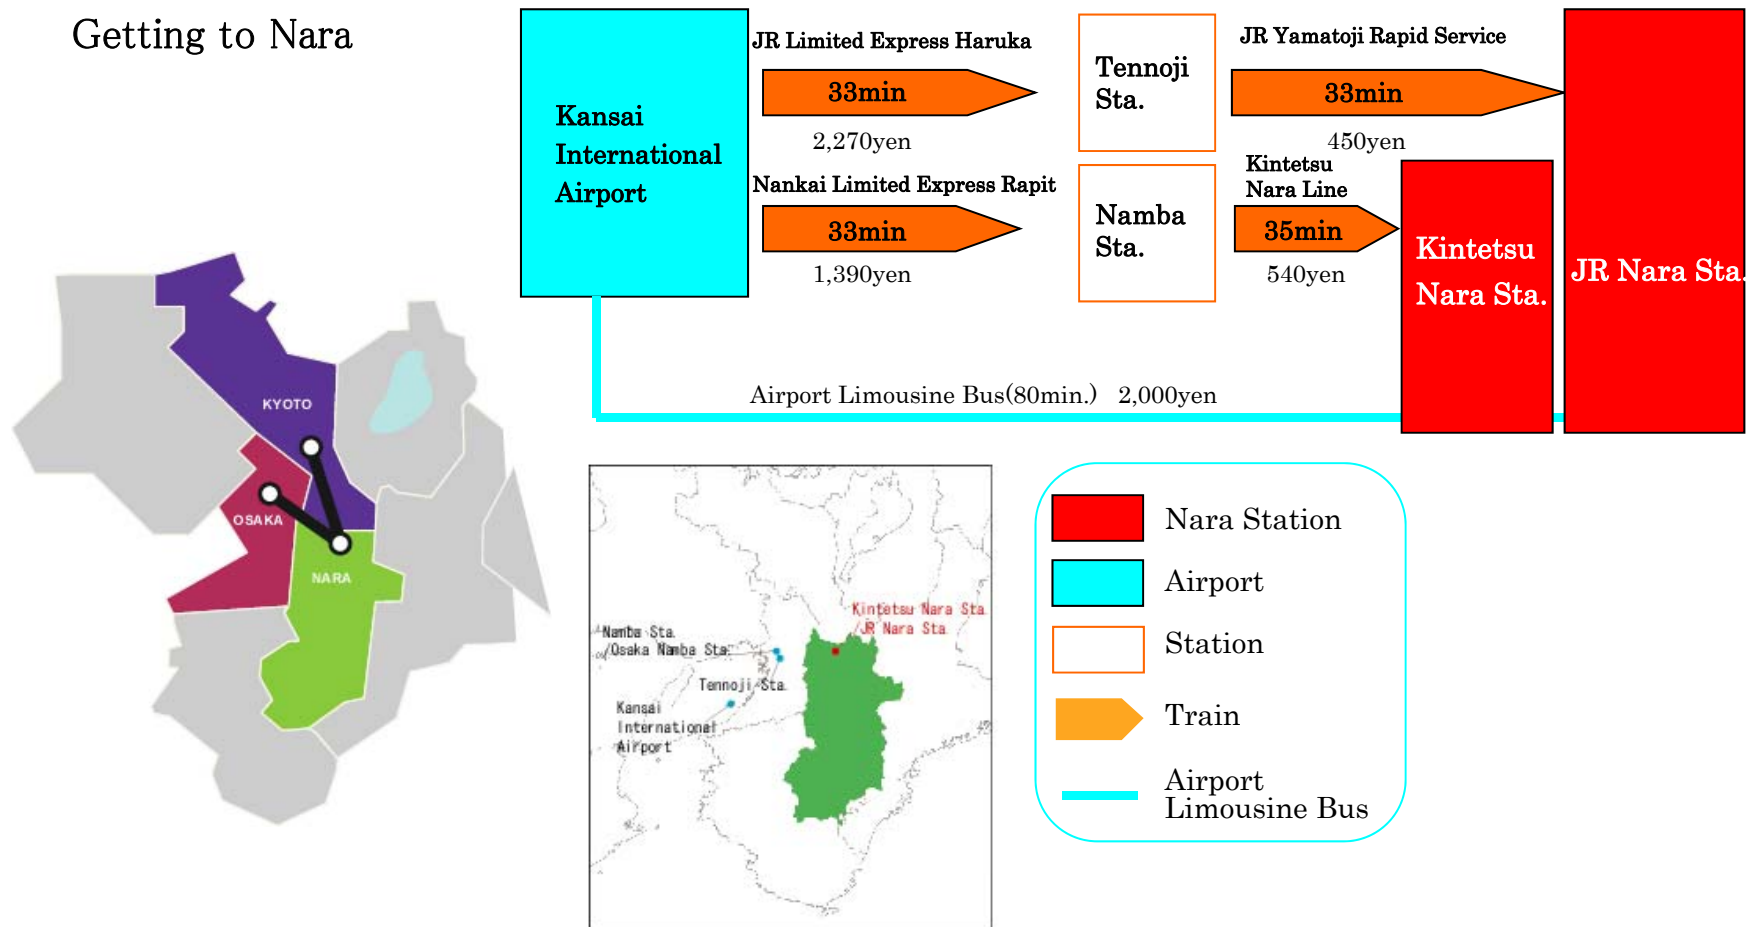 Getting to Nara
Kansai
International
Airport
JR Limited Express Haruka
33min
2,270yen
Tennoji
Sta.
JR Yamatoji Rapid Service
33min
450yen
Nankai Limited Express Rapit
33min
1,390yen
Namba
Sta.
Kintetsu
Nara Line
35min
540yen
Kintetsu
Nara Sta.
JR Nara Sta.
Airport Limousine Bus(80min.) 2,000yen
KYOTO
OSAKA
NARA
Kintetsu Nara Sta.
JR Nara Sta.
Namba Sta.
/Osaka Namba Sta.
Tennoji Sta.
Kansai
International
Airport
Nara Station
Airport
Station
Train
Airport
Limousine Bus